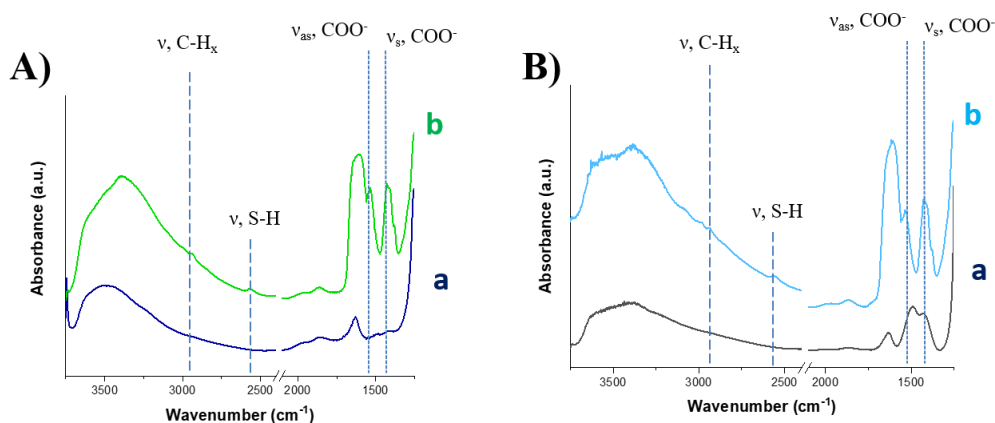 A)
ν, C-Hₓ
νas, COO⁻
νs, COO⁻
b
ν, S-H
a
Absorbance (a.u.)
3500 3000 2500 2000 1500
Wavenumber (cm⁻¹)
B)
ν, C-Hₓ
νas, COO⁻
νs, COO⁻
b
ν, S-H
a
Absorbance (a.u.)
3500 3000 2500 2000 1500
Wavenumber (cm⁻¹)